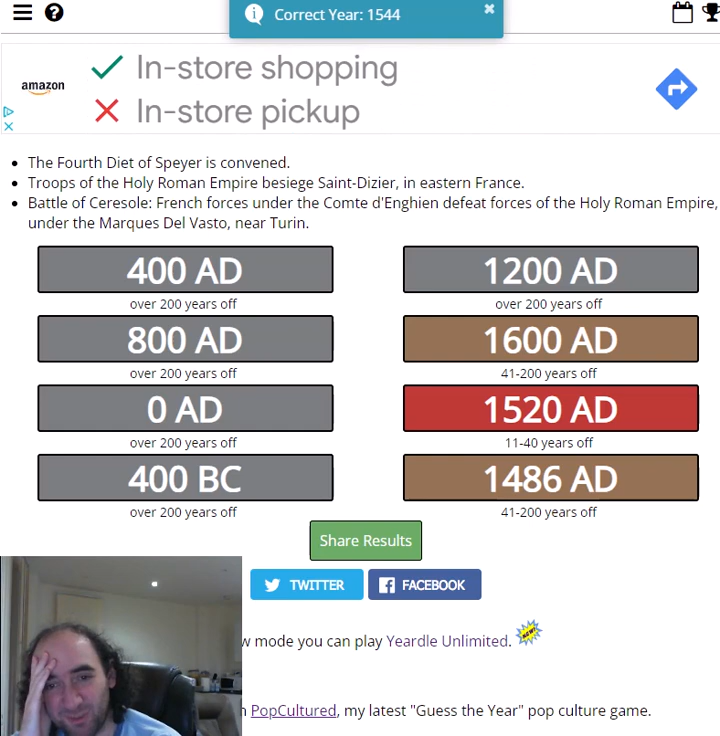 Correct Year: 1544
amazon
In-store shopping
In-store pickup
The Fourth Diet of Speyer is convened.
Troops of the Holy Roman Empire besiege Saint-Dizier, in eastern France.
Battle of Ceresole: French forces under the Comte d'Enghien defeat forces of the Holy Roman Empire,
under the Marques Del Vasto, near Turin.
400 AD
over 200 years off
1200 AD
over 200 years off
800 AD
over 200 years off
1600 AD
41-200 years off
0 AD
over 200 years off
1520 AD
11-40 years off
400 BC
over 200 years off
1486 AD
41-200 years off
Share Results
TWITTER
FACEBOOK
mode you can play Yeardle Unlimited. NEW!
PopCultured, my latest "Guess the Year" pop culture game.